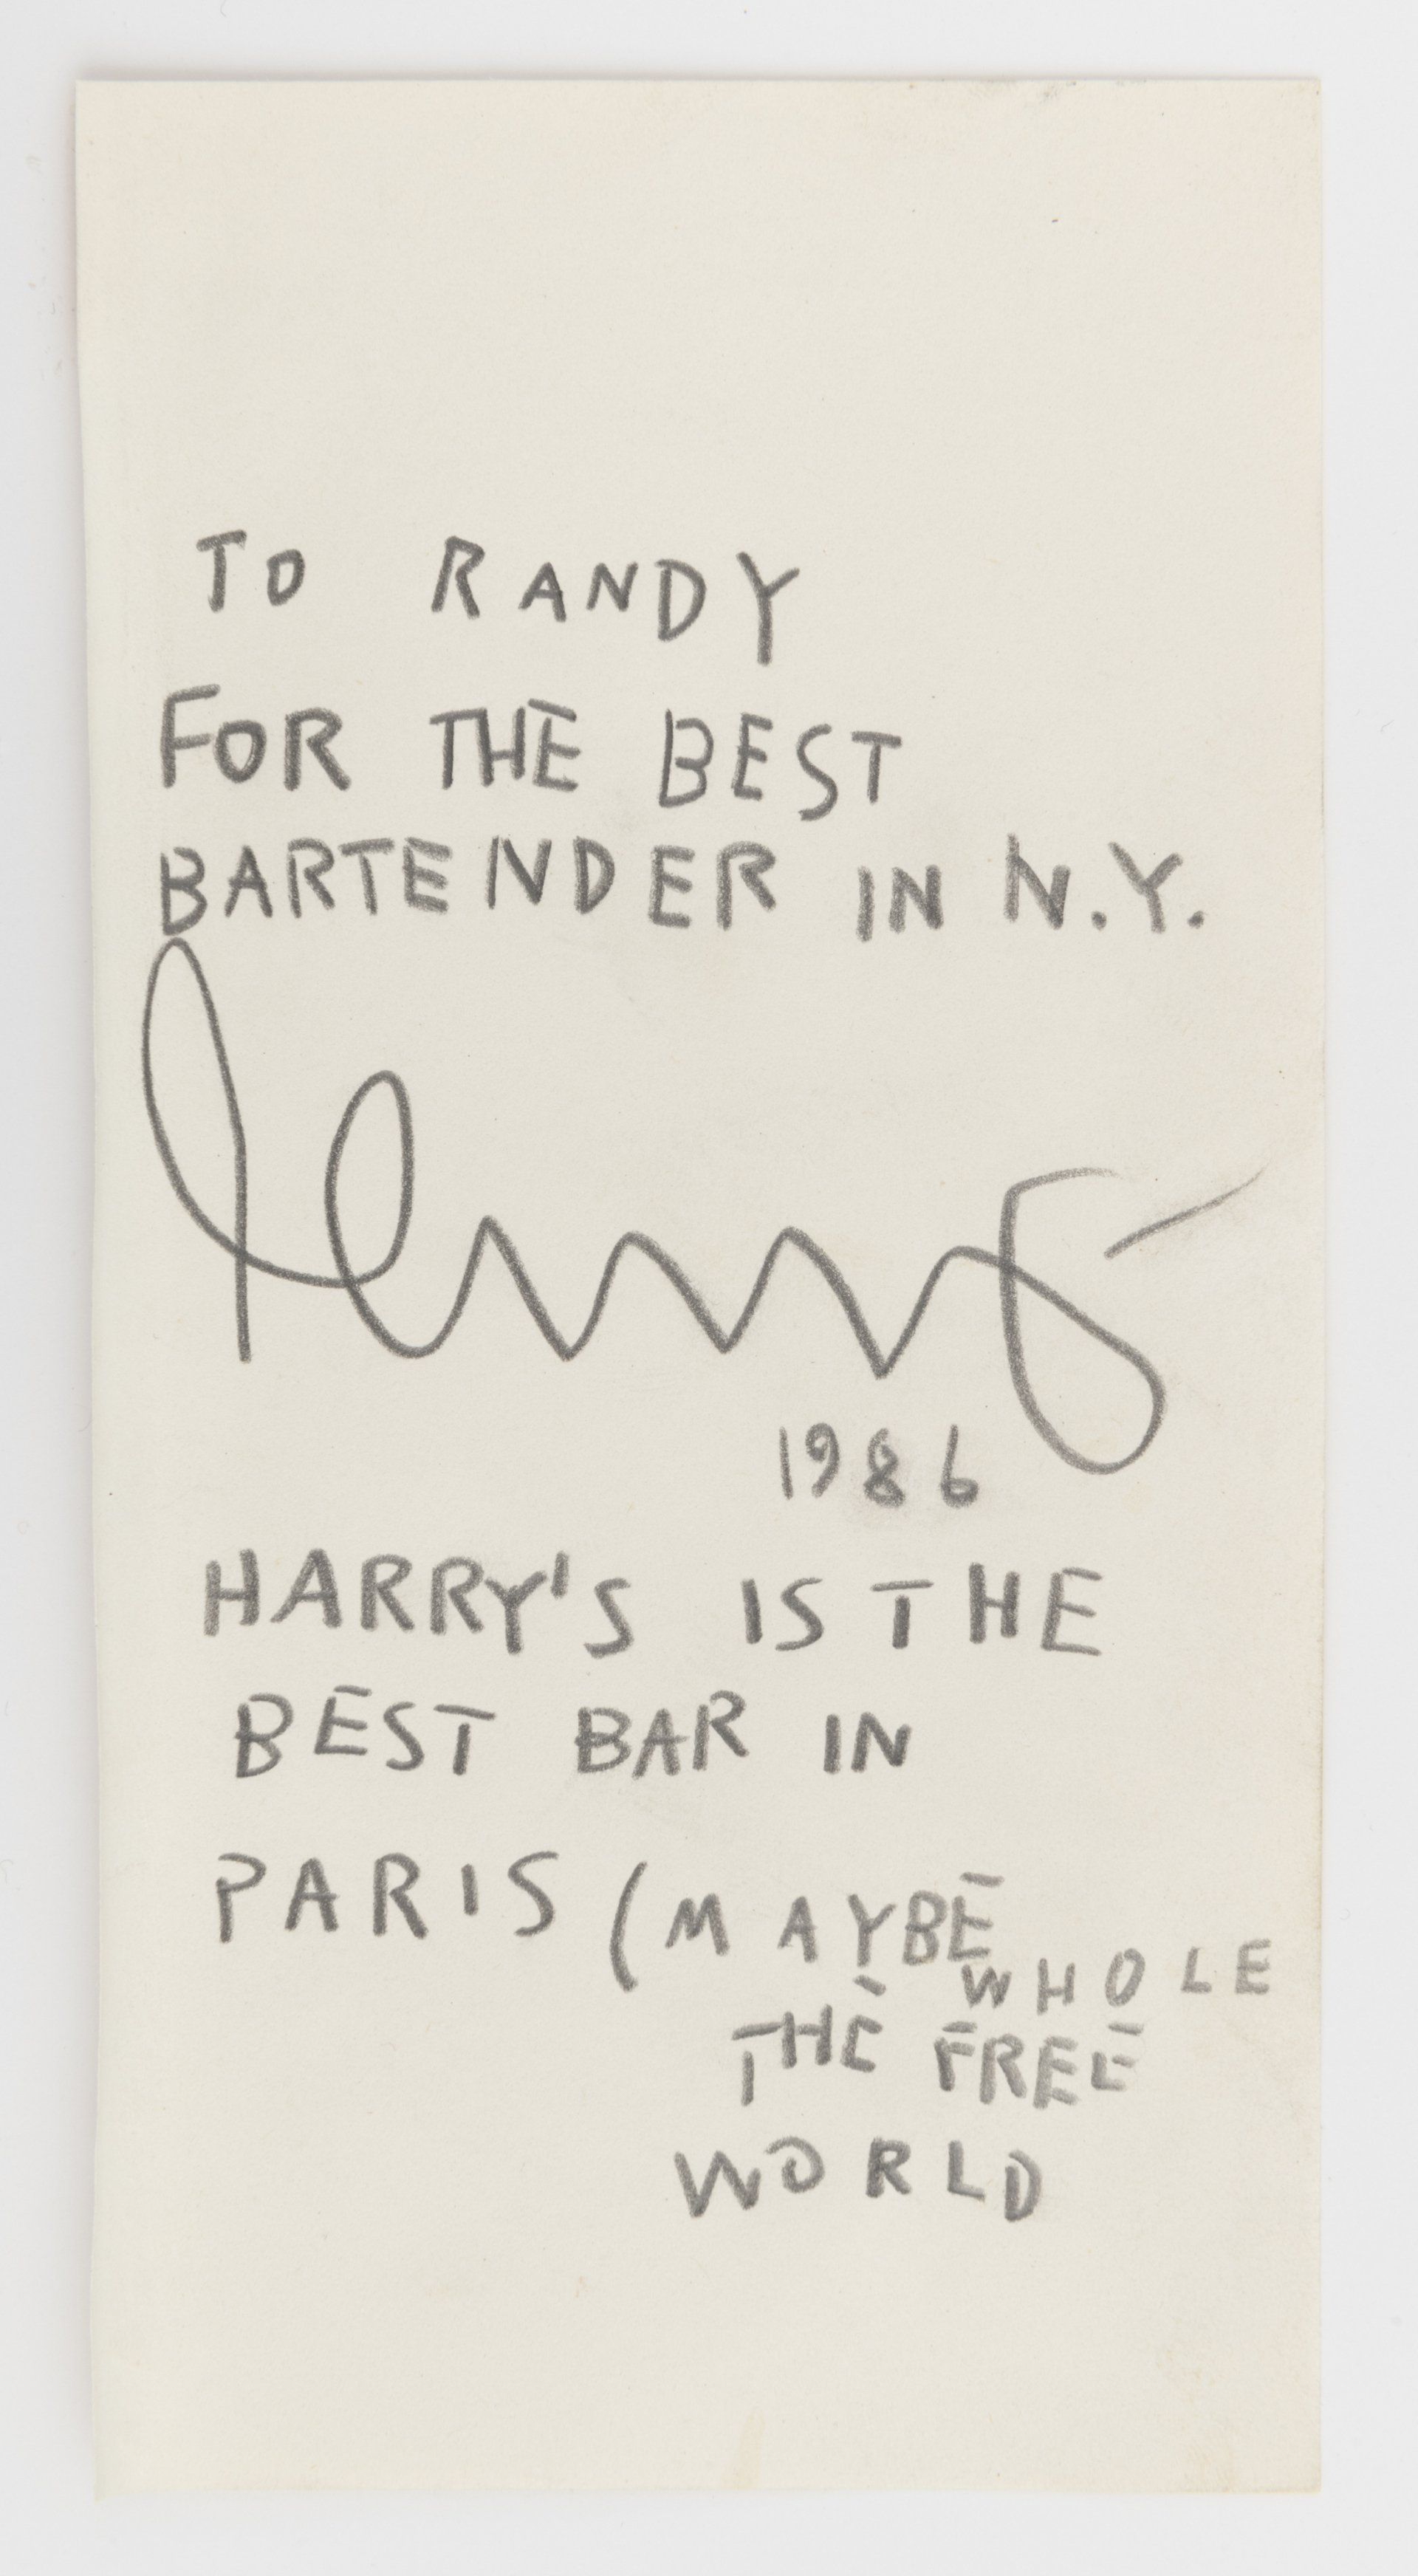 TO RANDY
FOR THE BEST
BARTENDER IN N.Y.
1986
HARRY'S IS THE
BEST BAR IN
PARIS (MAYBE
WHOLE
THE FREE
WORLD